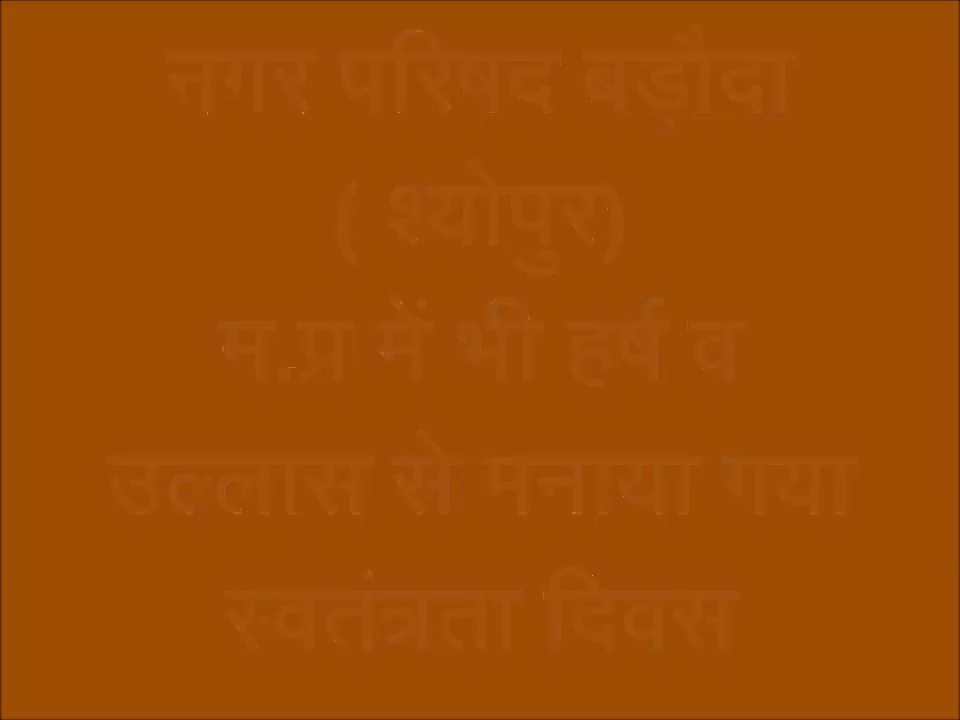 नगर परिषद बड़ौदा
( श्योपुर)
म.प्र में भी हर्ष व
उल्लास से मनाया गया
स्वतंत्रता दिवस